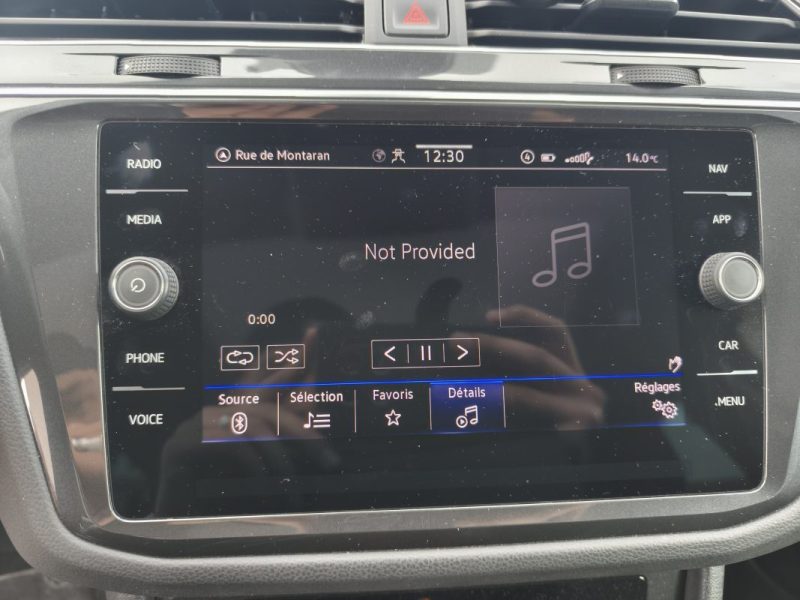 Rue de Montaran
12:30
4
14.0°C
RADIO
NAV
MEDIA
APP
Not Provided
0:00
PHONE
CAR
VOICE
.MENU
Source
Sélection
Favoris
Détails
Réglages